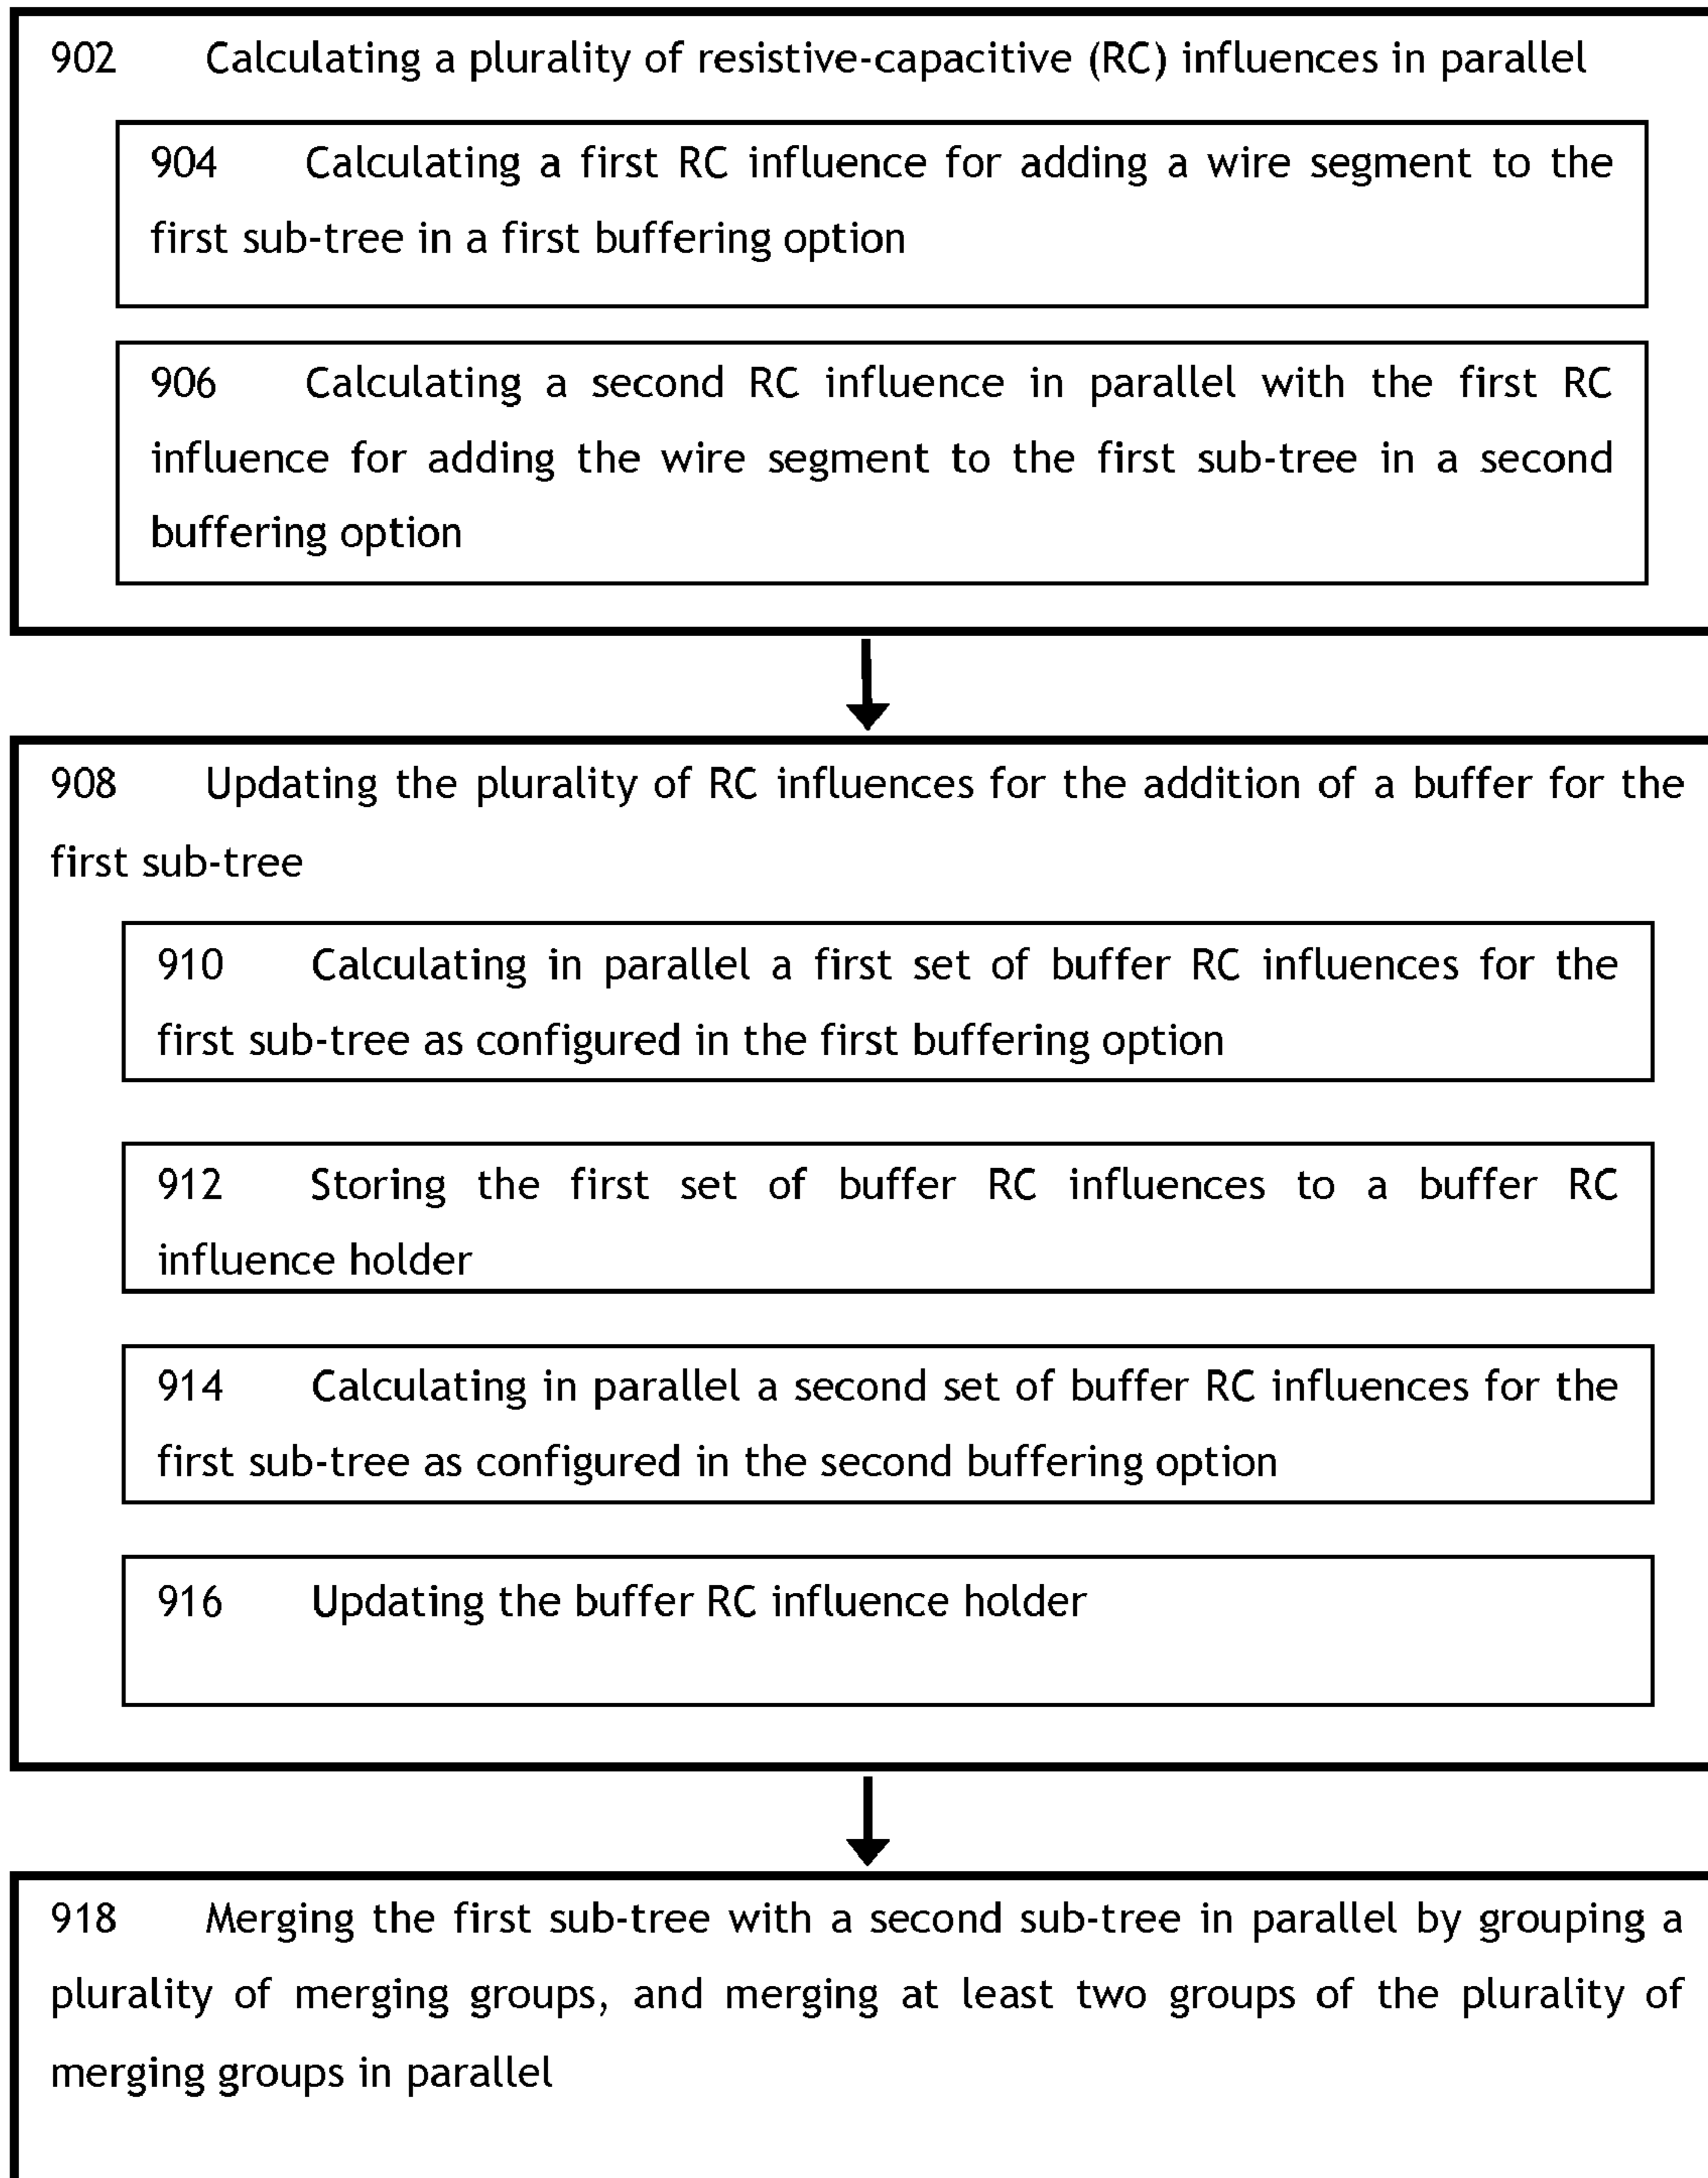 902 Calculating a plurality of resistive-capacitive (RC) influences in parallel
904 Calculating a first RC influence for adding a wire segment to the
first sub-tree in a first buffering option
906 Calculating a second RC influence in parallel with the first RC
influence for adding the wire segment to the first sub-tree in a second
buffering option
908 Updating the plurality of RC influences for the addition of a buffer for the
first sub-tree
910 Calculating in parallel a first set of buffer RC influences for the
first sub-tree as configured in the first buffering option
912 Storing the first set of buffer RC influences to a buffer RC
influence holder
914 Calculating in parallel a second set of buffer RC influences for the
first sub-tree as configured in the second buffering option
916 Updating the buffer RC influence holder
918 Merging the first sub-tree with a second sub-tree in parallel by grouping a
plurality of merging groups, and merging at least two groups of the plurality of
merging groups in parallel